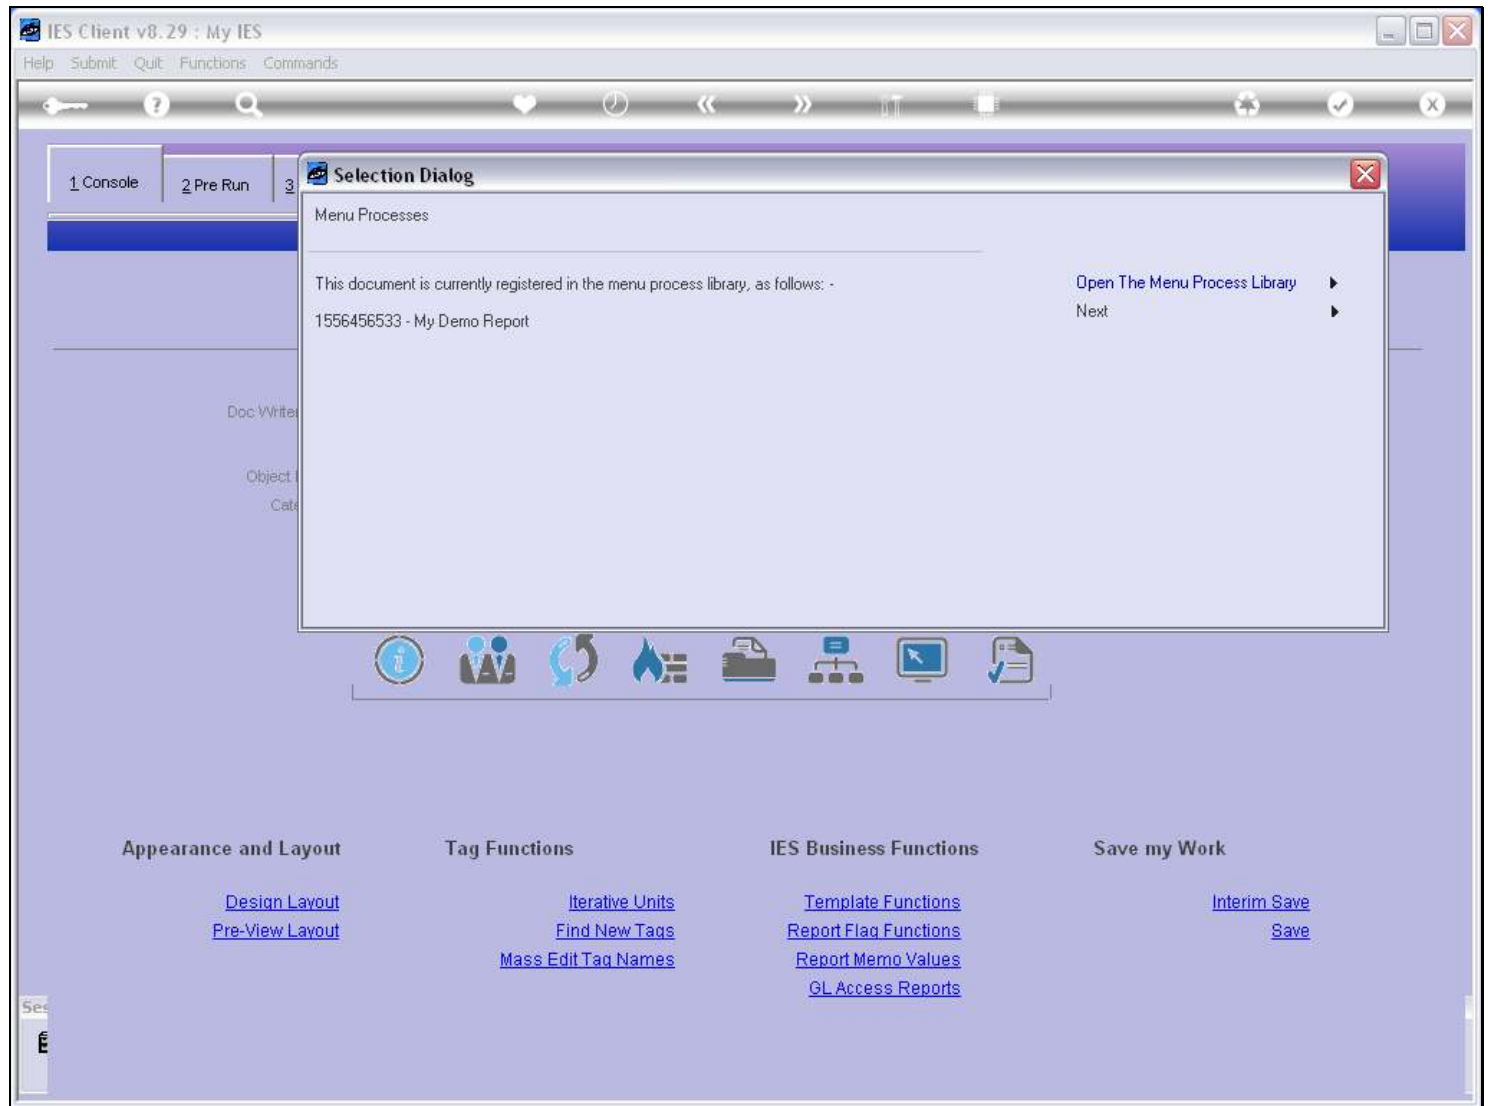 IES Client v8.29 : My IES
Help Submit Quit Functions Commands
1 Console
2 Pre Run
3
Selection Dialog
Menu Processes
This document is currently registered in the menu process library, as follows: -
1556456533 - My Demo Report
Open The Menu Process Library
Next
Doc Writer
Object
Appearance and Layout
Design Layout
Pre-View Layout
Tag Functions
Iterative Units
Find New Tags
Mass Edit Tag Names
IES Business Functions
Template Functions
Report Flag Functions
Report Memo Values
GL Access Reports
Save my Work
Interim Save
Save